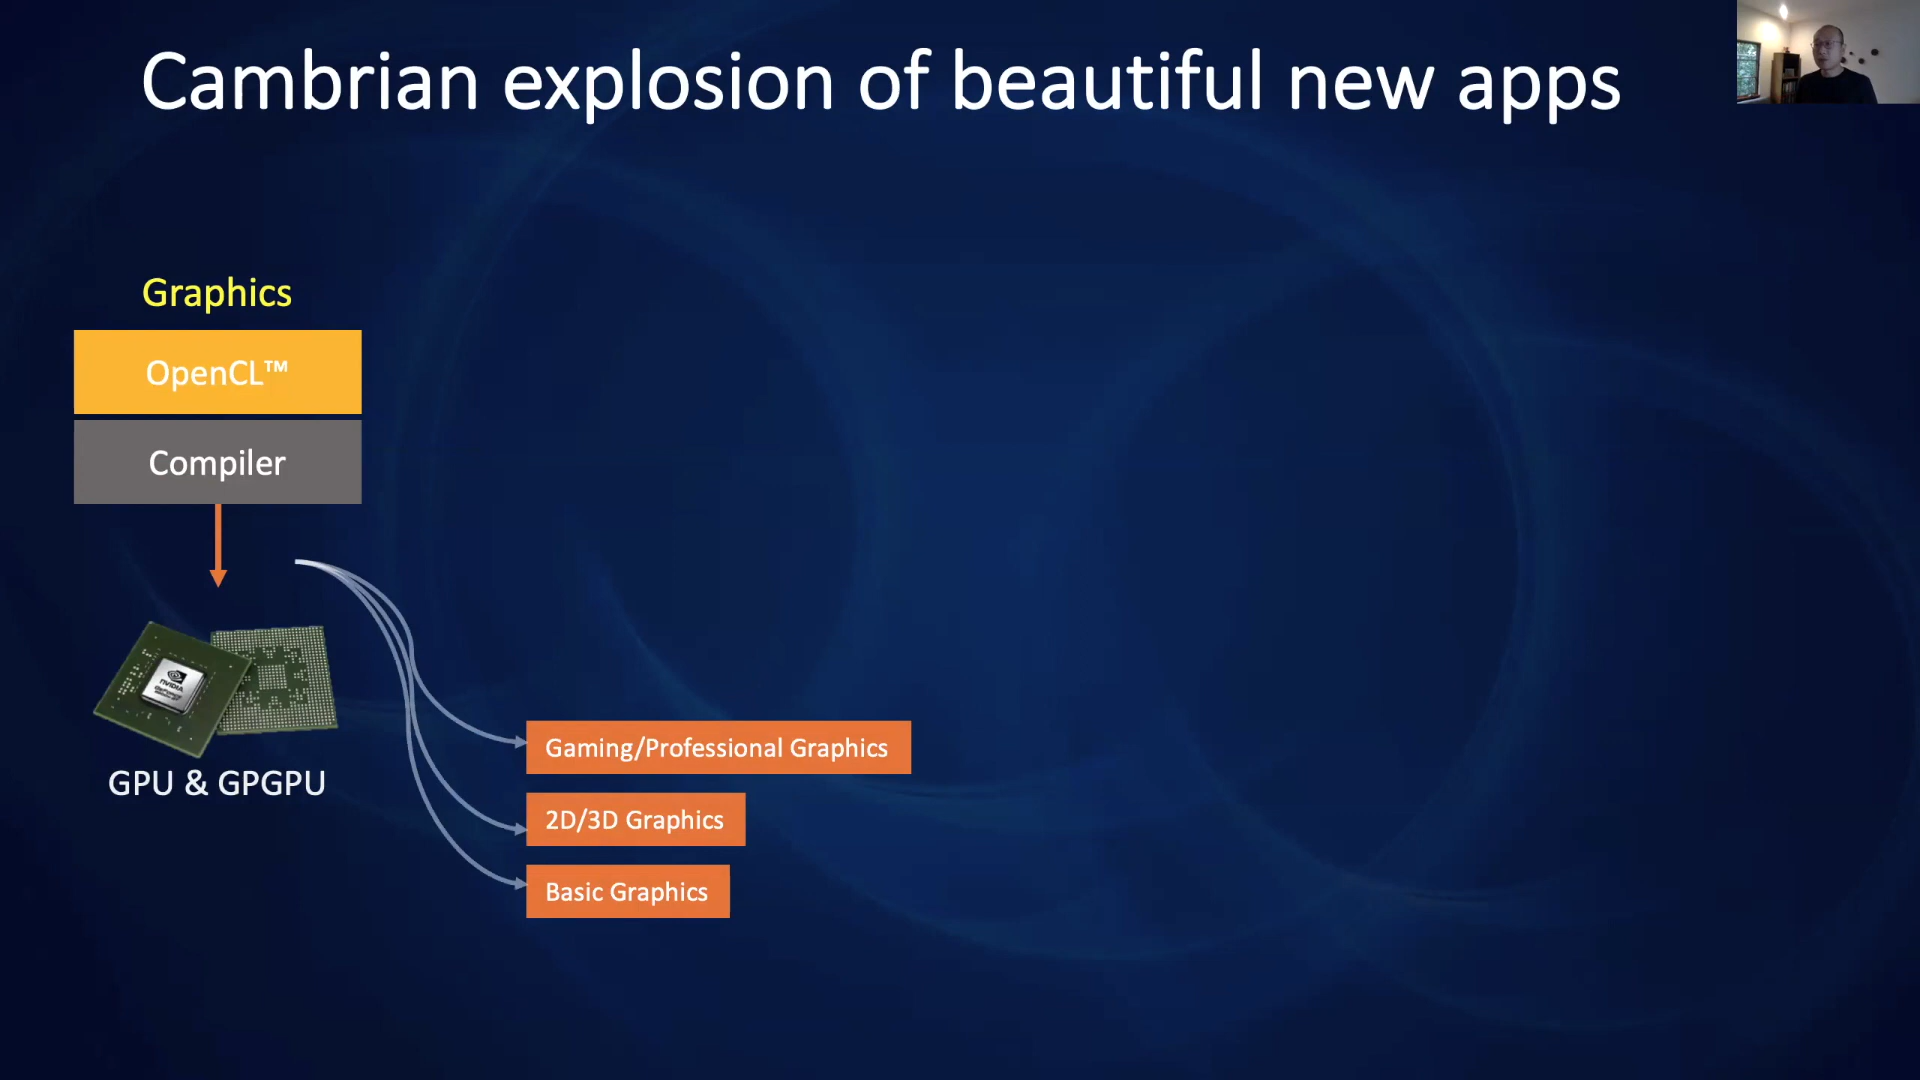 Cambrian explosion of beautiful new apps
Graphics
OpenCL™
Compiler
NVIDIA
GPU & GPGPU
Gaming/Professional Graphics
2D/3D Graphics
Basic Graphics